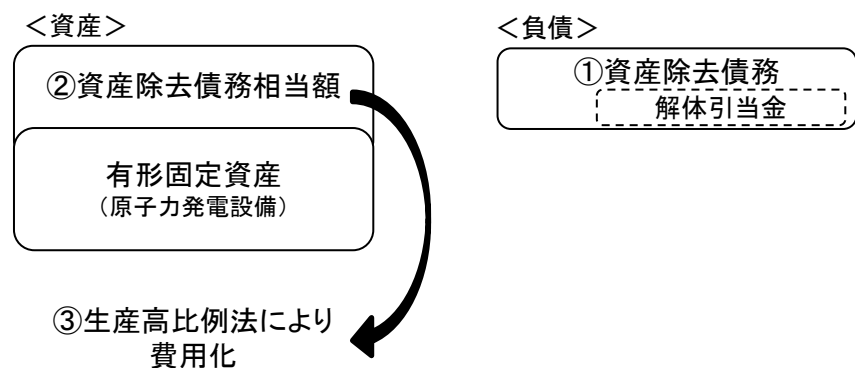 ＜資産＞
②資産除去債務相当額
有形固定資産
（原子力発電設備）
③生産高比例法により
費用化
＜負債＞
①資産除去債務
解体引当金